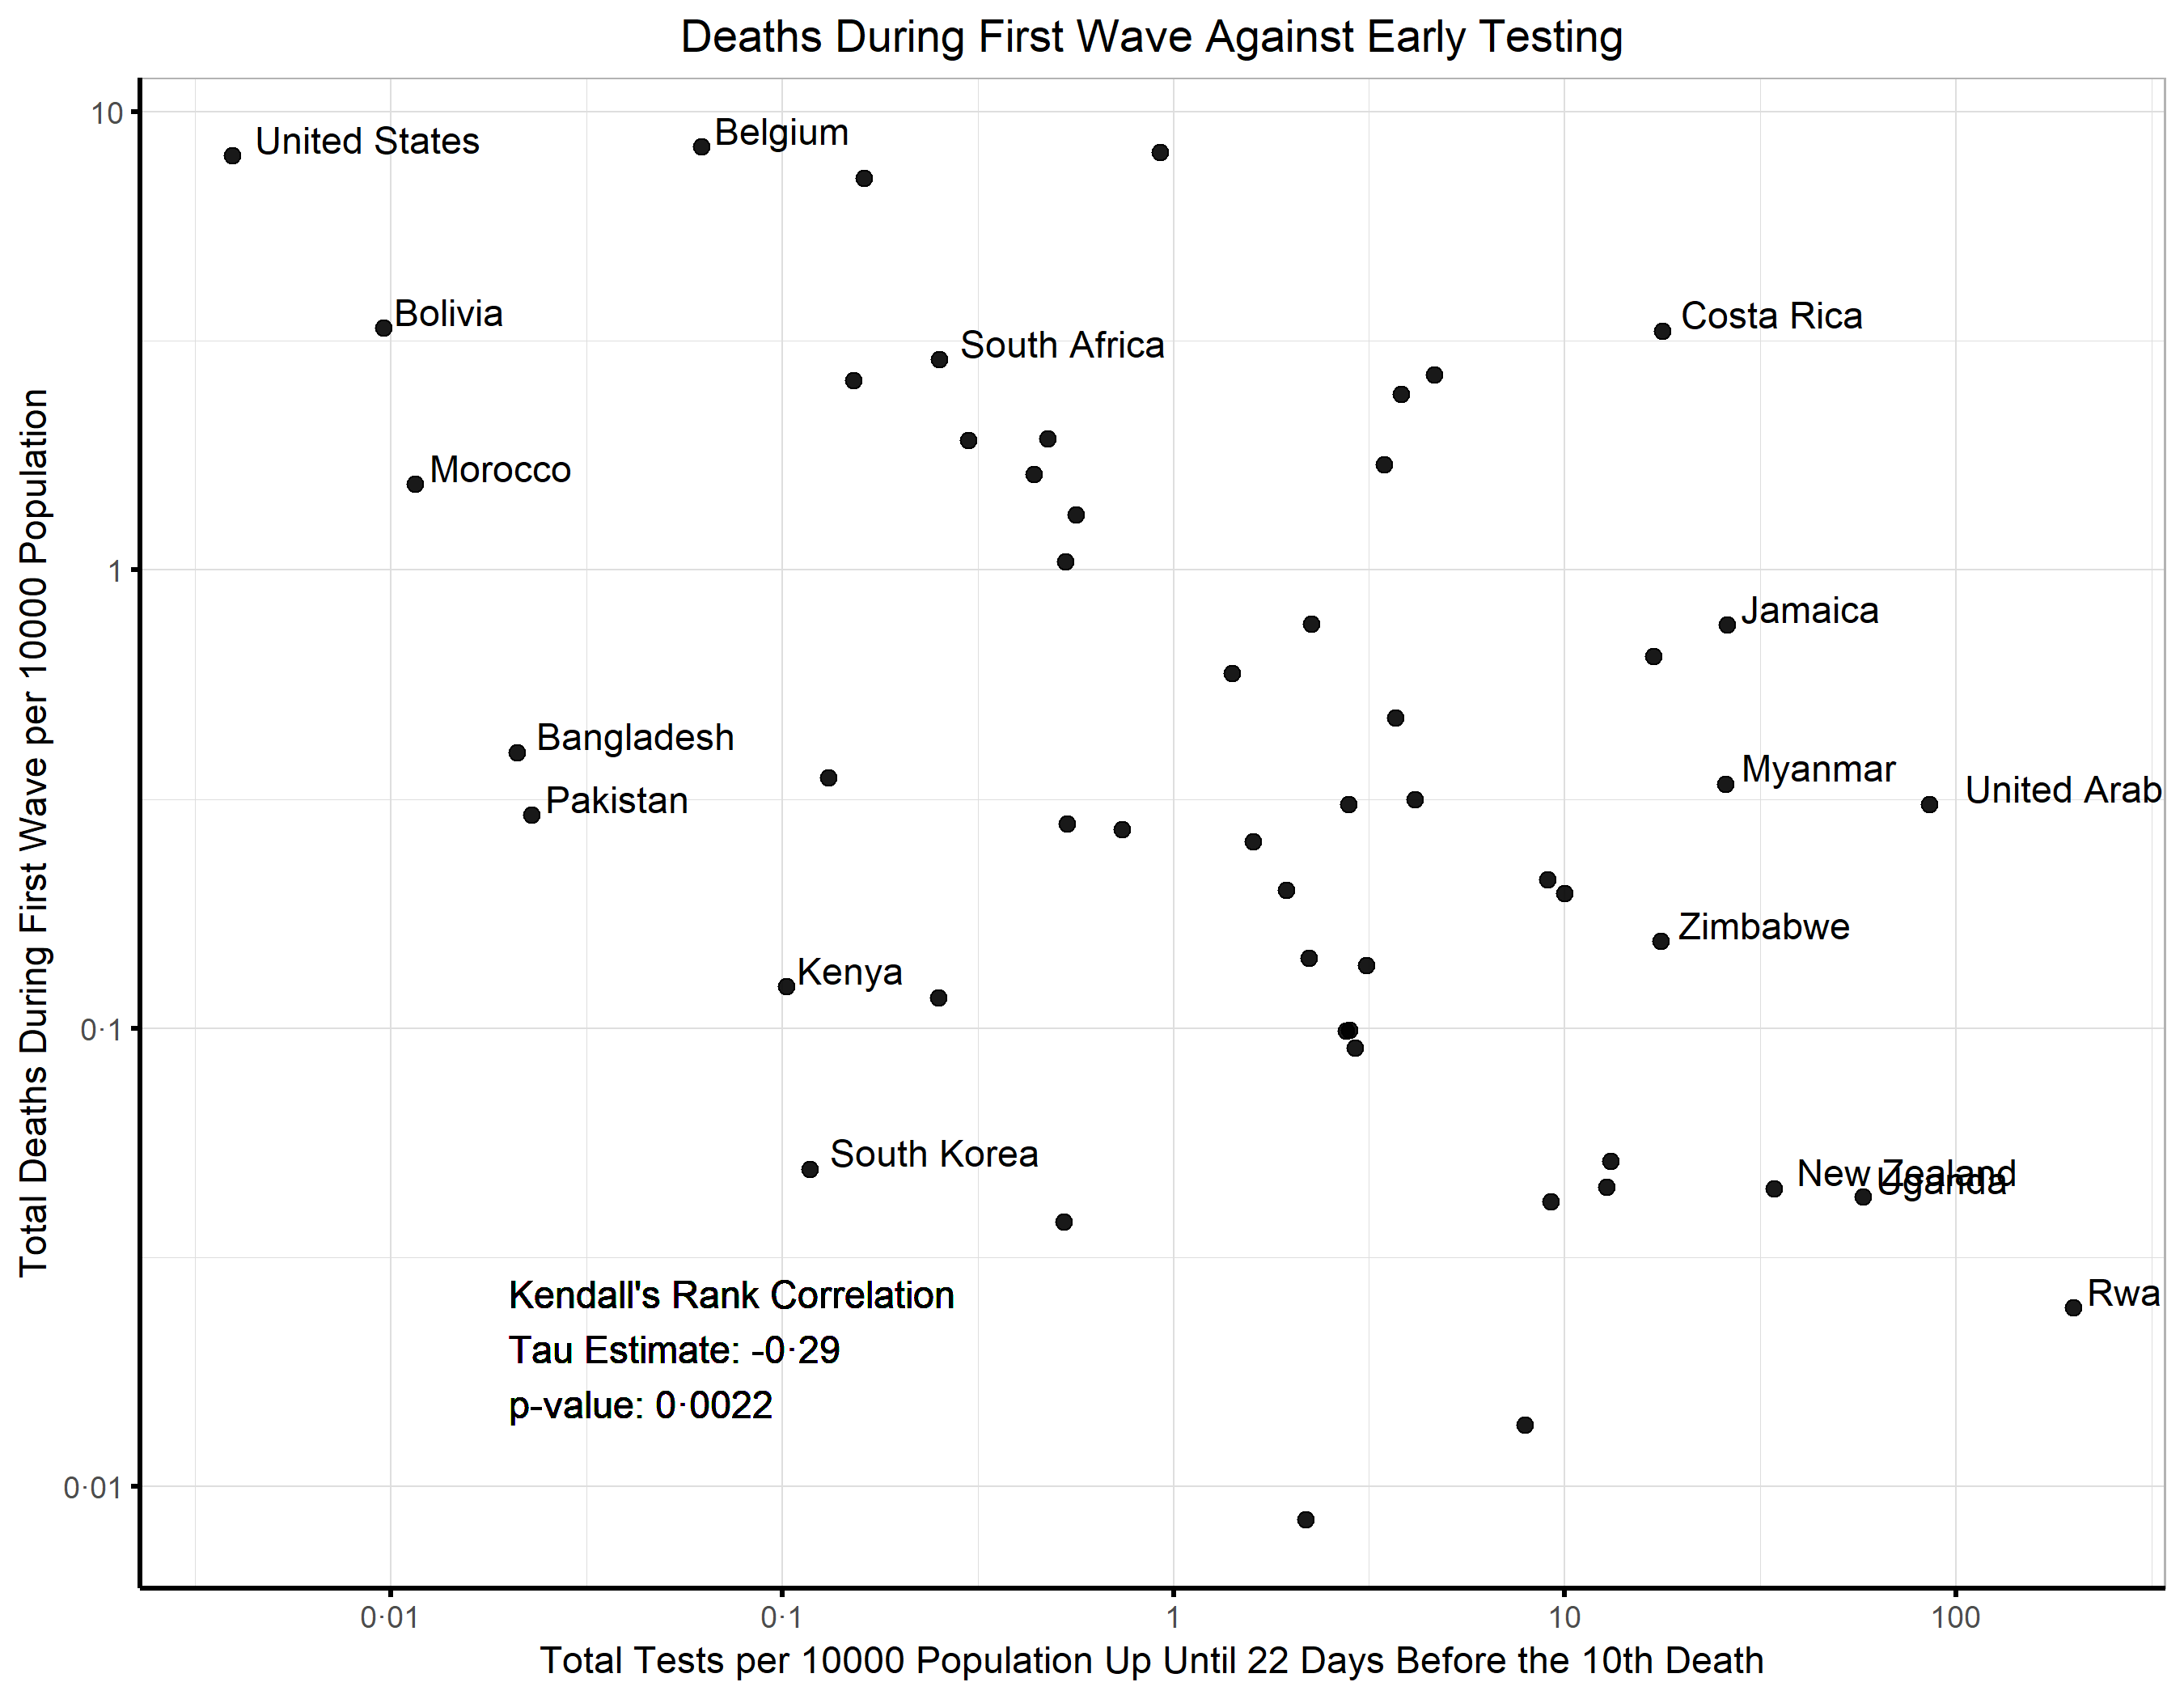 Deaths During First Wave Against Early Testing
Total Deaths During First Wave per 10000 Population
10
1
0·1
0·01
United States
Belgium
Bolivia
Costa Rica
South Africa
Morocco
Jamaica
Bangladesh
Myanmar
United Arab
Pakistan
Zimbabwe
Kenya
South Korea
New Zealand
Uganda
Rwa
Kendall's Rank Correlation
Tau Estimate: -0·29
p-value: 0·0022
0·01
0·1
1
10
100
Total Tests per 10000 Population Up Until 22 Days Before the 10th Death